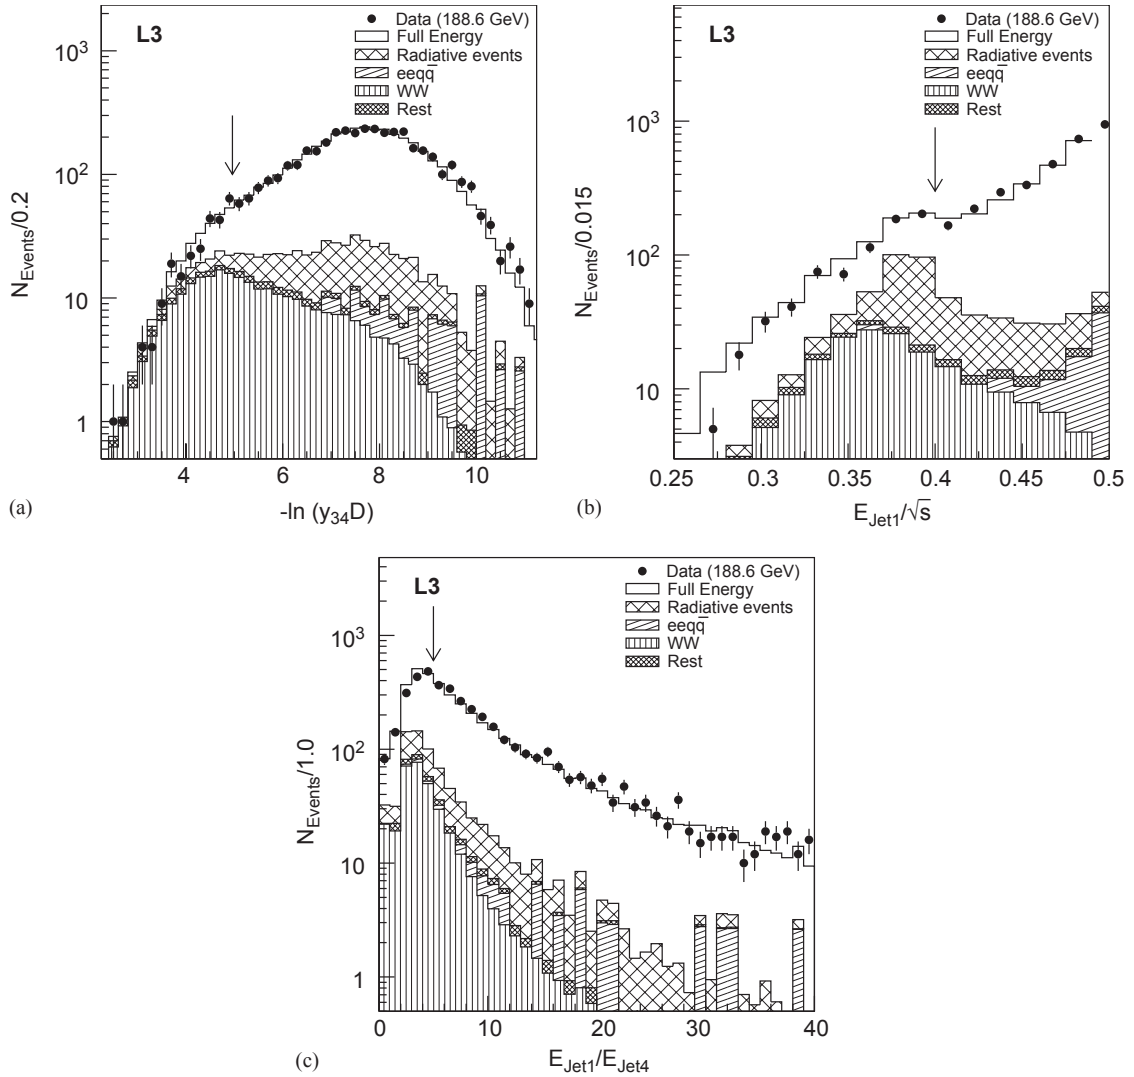 L3
Data (188.6 GeV)
Full Energy
Radiative events
eeqq̄
WW
Rest
10³
10²
10
1
N_Events/0.2
4 6 8 10
-ln (y₃₄D)
(a)
L3
Data (188.6 GeV)
Full Energy
Radiative events
eeqq̄
WW
Rest
10³
10²
10
N_Events/0.015
0.25 0.3 0.35 0.4 0.45 0.5
E_Jet1/√s
(b)
L3
Data (188.6 GeV)
Full Energy
Radiative events
eeqq̄
WW
Rest
10³
10²
10
1
N_Events/1.0
0 10 20 30 40
E_Jet1/E_Jet4
(c)